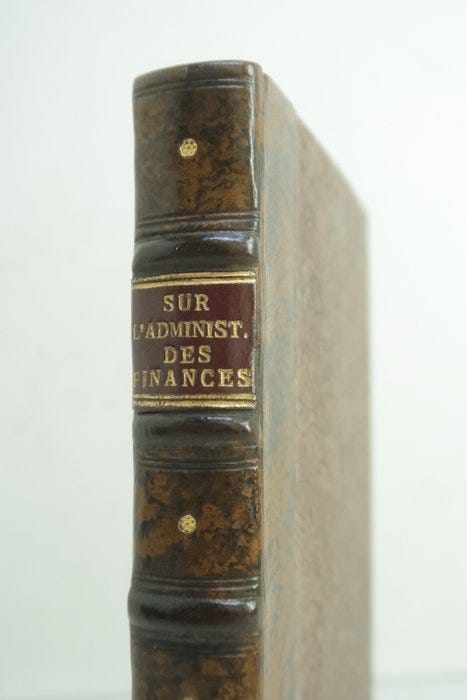 SUR
L'ADMINIST.
DES
FINANCES